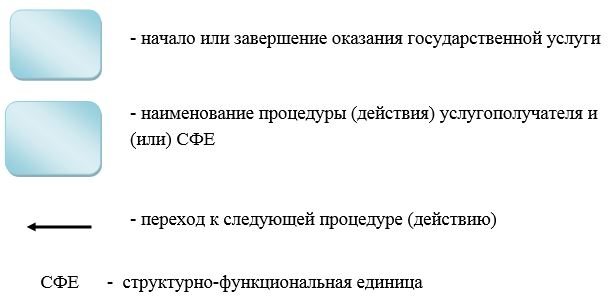 - начало или завершение оказания государственной услуги
- наименование процедуры (действия) услугополучателя и
(или) СФЕ
- переход к следующей процедуре (действию)
СФЕ - структурно-функциональная единица